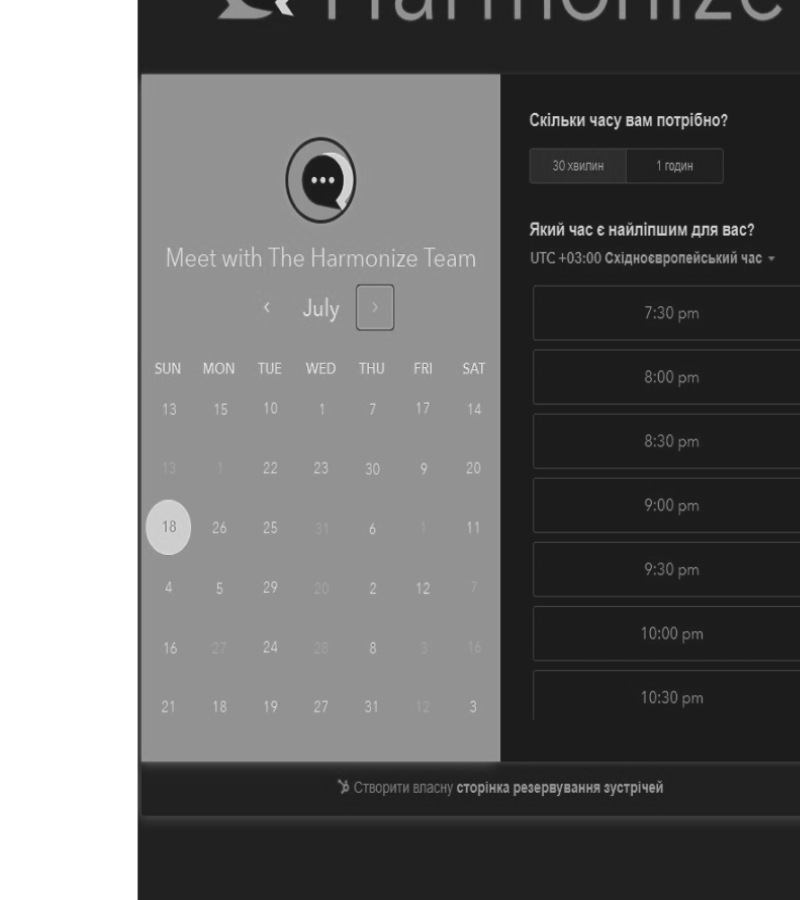 Harmonize
Meet with The Harmonize Team
July
SUN MON TUE WED THU FRI SAT
13 15 10 1 7 17 14
13 1 22 23 30 9 20
18 26 25 31 6 1 11
4 5 29 20 2 12 7
16 27 24 28 8 3 16
21 18 19 27 31 12 3
Скільки часу вам потрібно?
30 хвилин 1 годин
Який час є найліпшим для вас?
UTC +03:00 Східноєвропейський час
7:30 pm
8:00 pm
8:30 pm
9:00 pm
9:30 pm
10:00 pm
10:30 pm
Створити власну сторінка резервування зустрічей